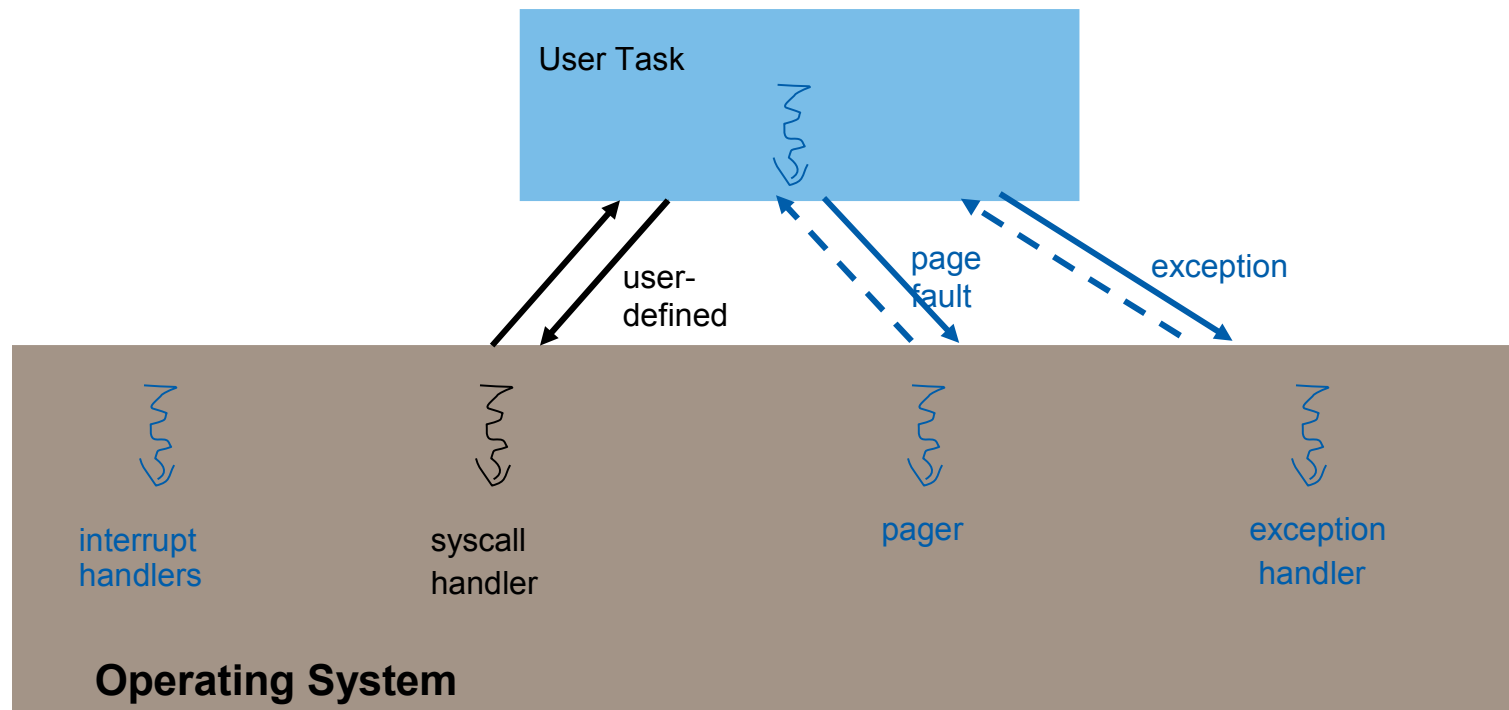 User Task
user-
defined
page
fault
exception
interrupt
handlers
syscall
handler
pager
exception
handler
Operating System